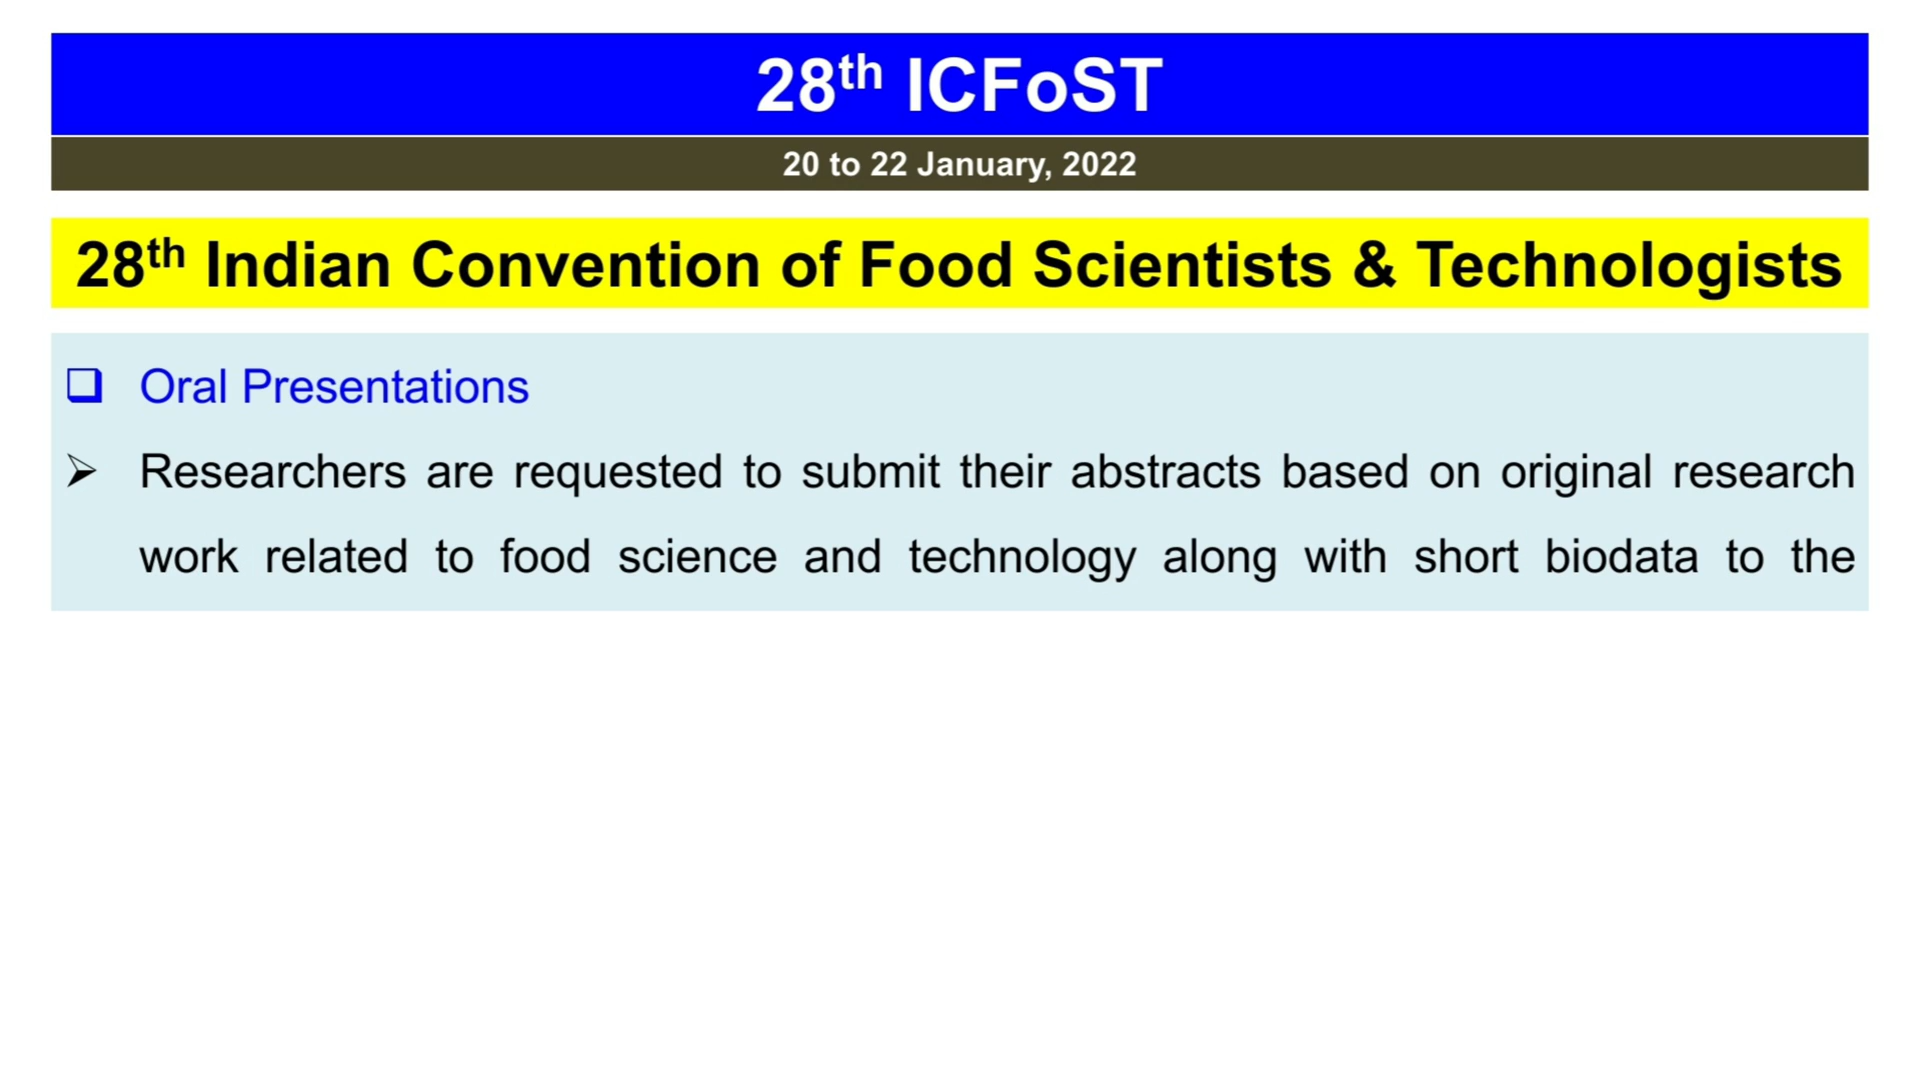 28th ICFoST
20 to 22 January, 2022
28th Indian Convention of Food Scientists & Technologists
Oral Presentations
Researchers are requested to submit their abstracts based on original research
work related to food science and technology along with short biodata to the